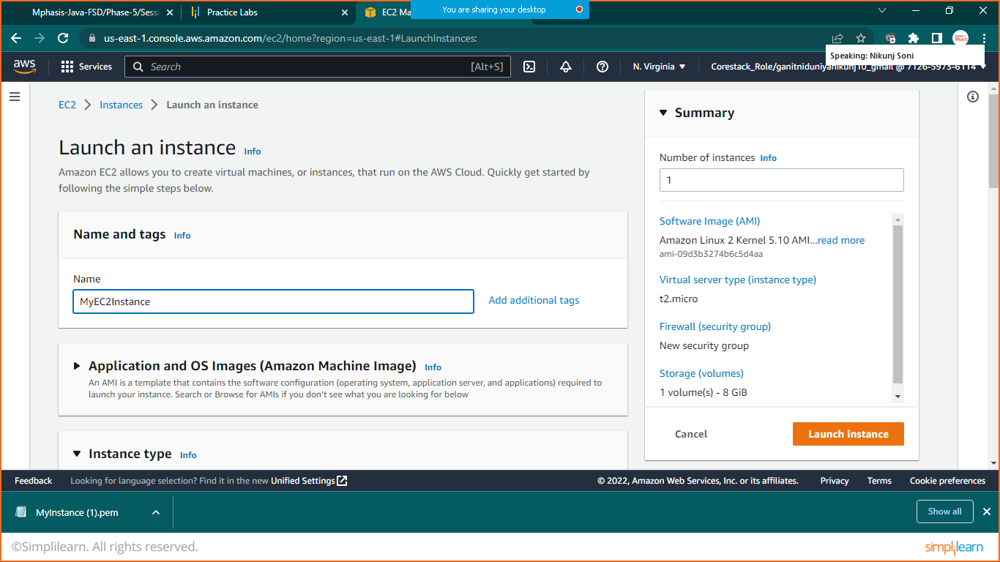 Mphasis-Java-FSD/Phase-5/Sessi
Practice Labs
EC2 Ma
You are sharing your desktop
us-east-1.console.aws.amazon.com/ec2/home?region=us-east-1#LaunchInstances:
Speaking: Nikunj Soni
aws
Services
Search
[Alt+S]
N. Virginia
Corestack_Role/ganitniduniyanikunj10_gmail @ 7126-5973-6114
EC2
Instances
Launch an instance
Launch an instance Info
Amazon EC2 allows you to create virtual machines, or instances, that run on the AWS Cloud. Quickly get started by
following the simple steps below.
Name and tags Info
Name
MyEC2Instance
Add additional tags
Application and OS Images (Amazon Machine Image) Info
An AMI is a template that contains the software configuration (operating system, application server, and applications) required to
launch your instance. Search or Browse for AMIs if you don't see what you are looking for below
Instance type Info
Summary
Number of instances Info
1
Software Image (AMI)
Amazon Linux 2 Kernel 5.10 AMI...read more
ami-09d3b3274b6c5d4aa
Virtual server type (instance type)
t2.micro
Firewall (security group)
New security group
Storage (volumes)
1 volume(s) - 8 GiB
Cancel
Launch instance
Feedback
Looking for language selection? Find it in the new Unified Settings
© 2022, Amazon Web Services, Inc. or its affiliates.
Privacy
Terms
Cookie preferences
MyInstance (1).pem
Show all
©Simplilearn. All rights reserved.
simplilearn